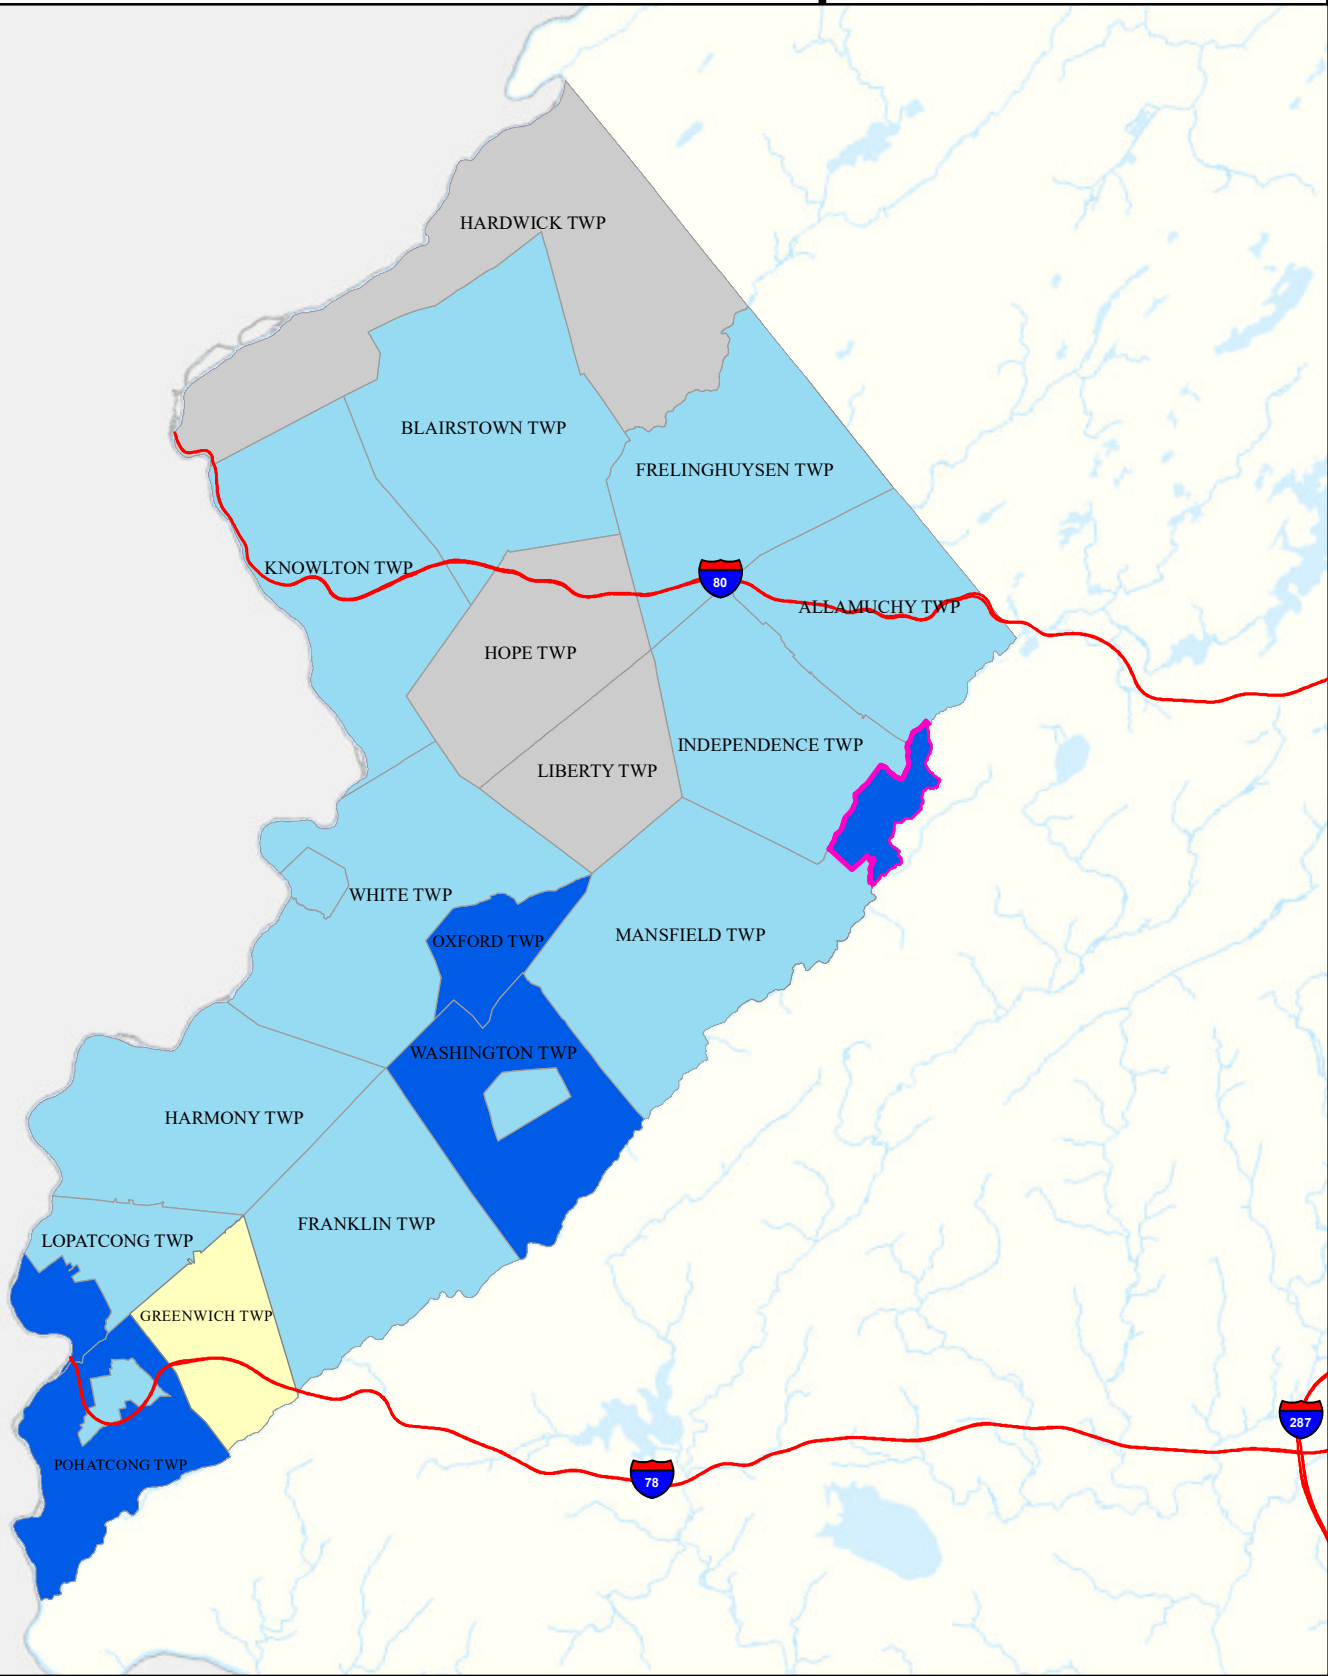 HARDWICK TWP
BLAIRSTOWN TWP
FRELINGHUYSEN TWP
KNOWLTON TWP
80
ALLAMUCHY TWP
HOPE TWP
INDEPENDENCE TWP
LIBERTY TWP
WHITE TWP
MANSFIELD TWP
OXFORD TWP
WASHINGTON TWP
HARMONY TWP
FRANKLIN TWP
LOPATCONG TWP
GREENWICH TWP
287
POHATCONG TWP
78